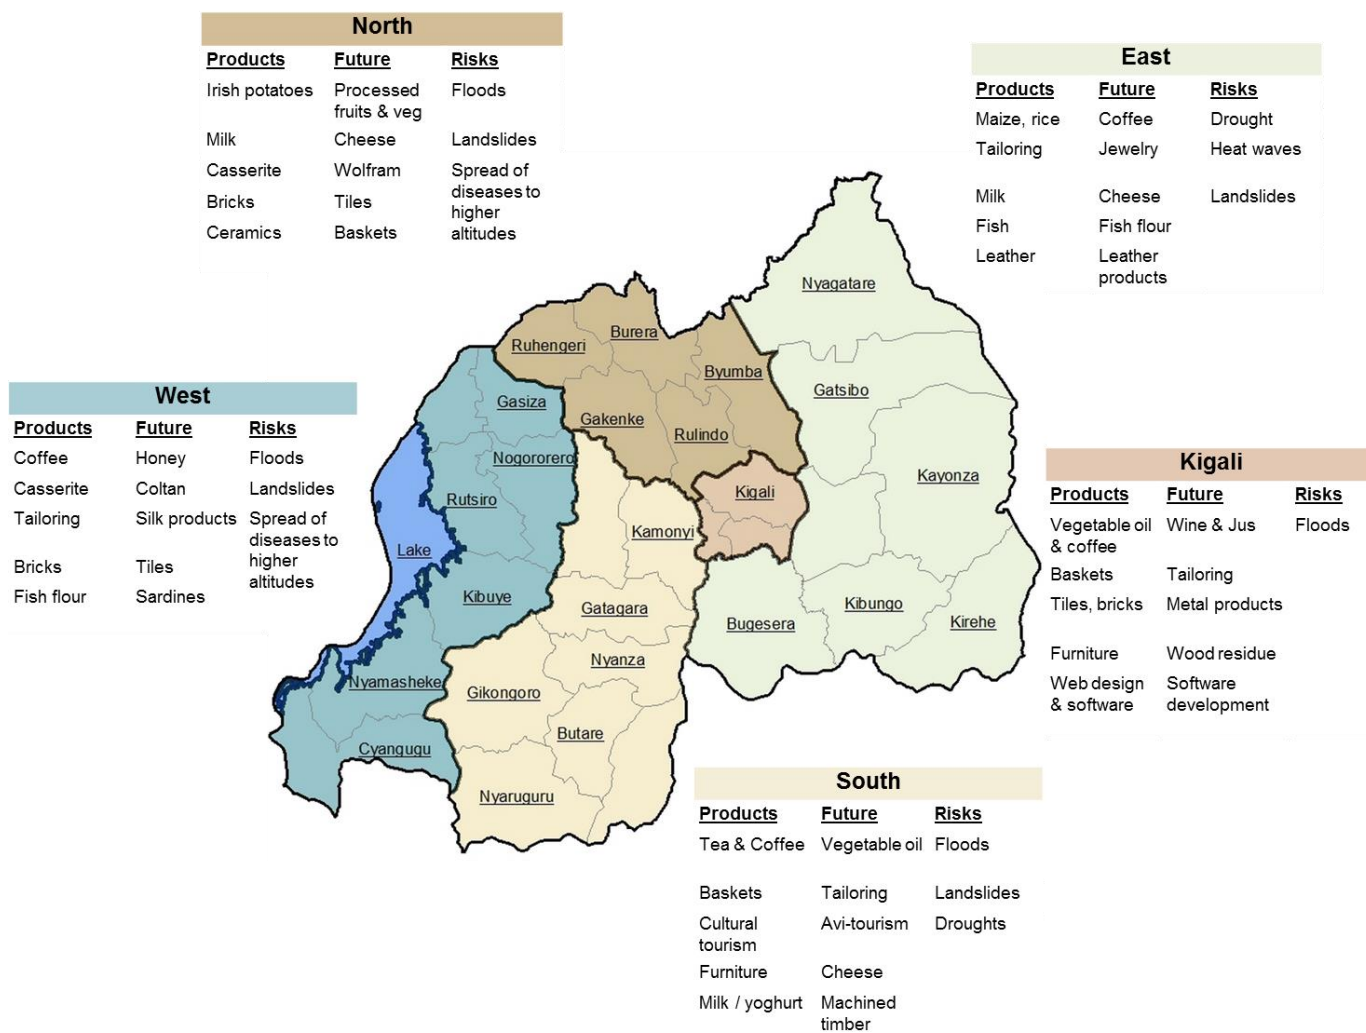 North
Products Future Risks
Irish potatoes Processed fruits & veg Floods
Milk Cheese Landslides
Casserite Wolfram Spread of diseases to higher altitudes
Bricks Tiles
Ceramics Baskets
East
Products Future Risks
Maize, rice Coffee Drought
Tailoring Jewelry Heat waves
Milk Cheese Landslides
Fish Fish flour
Leather Leather products
West
Products Future Risks
Coffee Honey Floods
Casserite Coltan Landslides
Tailoring Silk products Spread of diseases to higher altitudes
Bricks Tiles
Fish flour Sardines
Kigali
Products Future Risks
Vegetable oil & coffee Wine & Jus Floods
Baskets Tailoring
Tiles, bricks Metal products
Furniture Wood residue
Web design & software Software development
South
Products Future Risks
Tea & Coffee Vegetable oil Floods
Baskets Tailoring Landslides
Cultural tourism Avi-tourism Droughts
Furniture Cheese
Milk / yoghurt Machined timber
Nyagatare
Burera
Ruhengeri
Byumba
Gatsibo
Gasiza
Gakenke
Rulindo
Nogororero
Kayonza
Rutsiro
Kigali
Kamonyi
Lake
Kibuye
Gatagara
Kibungo
Bugesera
Kirehe
Nyanza
Nyamasheke
Gikongoro
Butare
Cyangugu
Nyaruguru